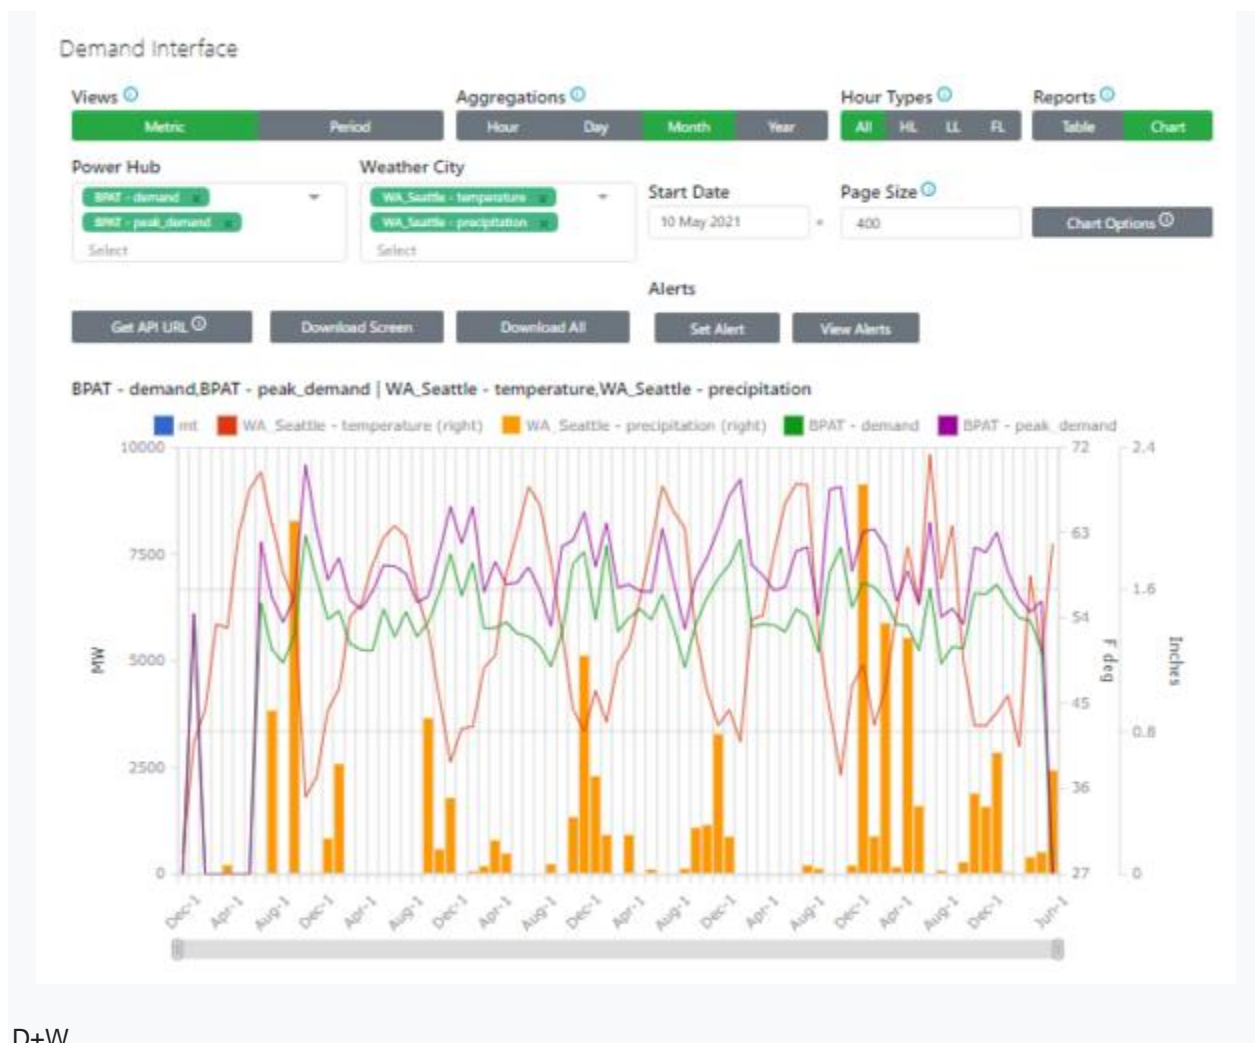 Demand Interface
Views Aggregations Hour Types Reports
Metric Period Hour Day Month Year All HL LL FL Table Chart
Power Hub Weather City
BPAT - demand × WA_Seattle - temperature × Start Date Page Size
BPAT - peak_demand × WA_Seattle - precipitation × 10 May 2021 400 Chart Options
Select Select
Alerts
Get API URL Download Screen Download All Set Alert View Alerts
BPAT - demand,BPAT - peak_demand | WA_Seattle - temperature,WA_Seattle - precipitation
mt WA_Seattle - temperature (right) WA_Seattle - precipitation (right) BPAT - demand BPAT - peak_demand
10000 72 2.4
63
7500
1.6
54
MW
5000
F deg
Inches
45
0.8
2500
36
0 27 0
Dec-1 Apr-1 Aug-1 Dec-1 Apr-1 Aug-1 Dec-1 Apr-1 Aug-1 Dec-1 Apr-1 Aug-1 Dec-1 Apr-1 Aug-1 Dec-1 Apr-1 Aug-1 Dec-1 Jun-1
D+W